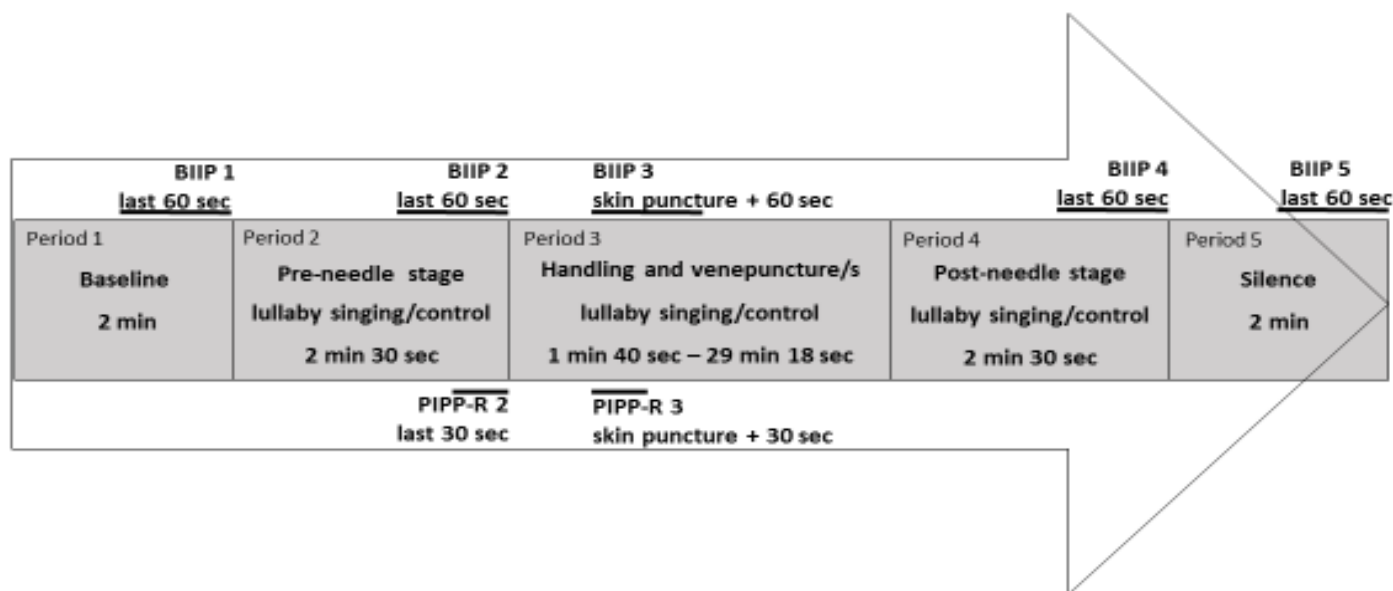 BIIP 1
last 60 sec
BIIP 2
last 60 sec
BIIP 3
skin puncture + 60 sec
BIIP 4
last 60 sec
BIIP 5
last 60 sec
Period 1
Baseline
2 min
Period 2
Pre-needle stage
lullaby singing/control
2 min 30 sec
Period 3
Handling and venepuncture/s
lullaby singing/control
1 min 40 sec – 29 min 18 sec
Period 4
Post-needle stage
lullaby singing/control
2 min 30 sec
Period 5
Silence
2 min
PIPP-R 2
last 30 sec
PIPP-R 3
skin puncture + 30 sec